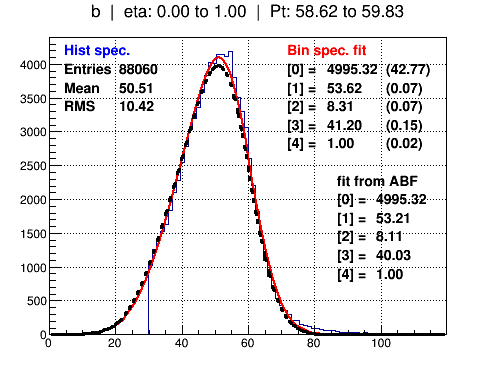 b | eta: 0.00 to 1.00 | Pt: 58.62 to 59.83
Hist spec.
Entries 88060
Mean 50.51
RMS 10.42
Bin spec. fit
[0] = 4995.32 (42.77)
[1] = 53.62 (0.07)
[2] = 8.31 (0.07)
[3] = 41.20 (0.15)
[4] = 1.00 (0.02)
fit from ABF
[0] = 4995.32
[1] = 53.21
[2] = 8.11
[3] = 40.03
[4] = 1.00
4000
3500
3000
2500
2000
1500
1000
500
0
0 20 40 60 80 100